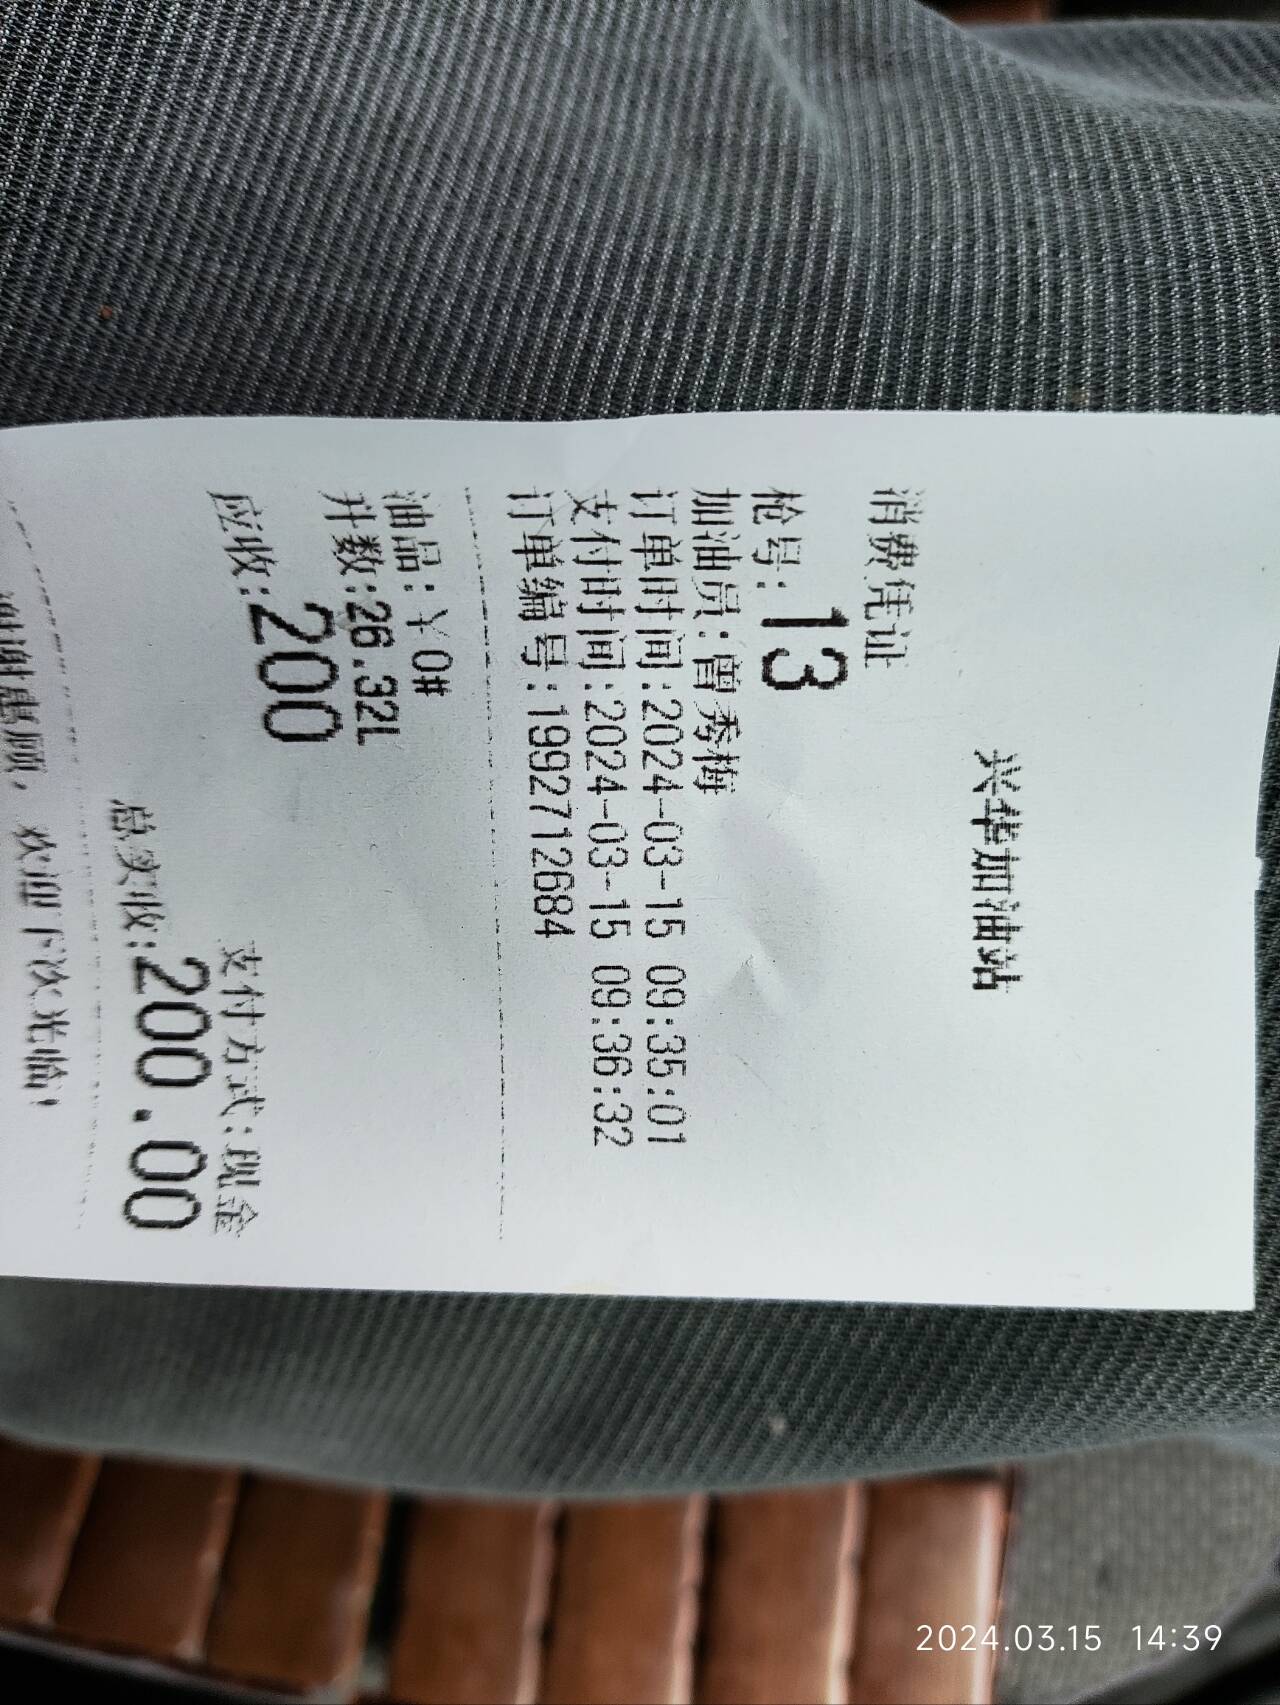 兴华加油站
消费凭证
枪号:13
加油员:曾秀梅
订单时间:2024-03-15 09:35:01
支付时间:2024-03-15 09:36:32
订单编号:1992712684
油品:¥0#
升数:26.32L
应收:200
支付方式:现金
总实收:200.00
谢谢惠顾，欢迎下次光临!
2024.03.15 14:39